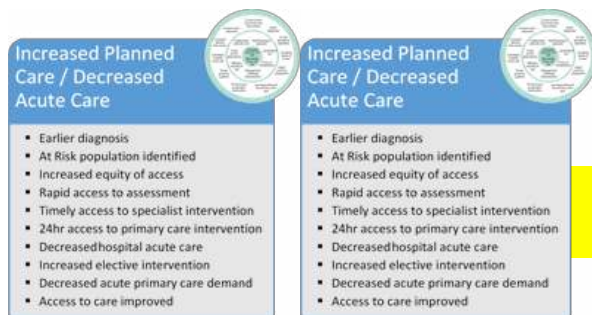 Increased Planned
Care / Decreased
Acute Care
▪ Earlier diagnosis
▪ At Risk population identified
▪ Increased equity of access
▪ Rapid access to assessment
▪ Timely access to specialist intervention
▪ 24hr access to primary care intervention
▪ Decreasedhospital acute care
▪ Increased elective intervention
▪ Decreased acute primary care demand
▪ Access to care improved
Increased Planned
Care / Decreased
Acute Care
▪ Earlier diagnosis
▪ At Risk population identified
▪ Increased equity of access
▪ Rapid access to assessment
▪ Timely access to specialist intervention
▪ 24hr access to primary care intervention
▪ Decreasedhospital acute care
▪ Increased elective intervention
▪ Decreased acute primary care demand
▪ Access to care improved